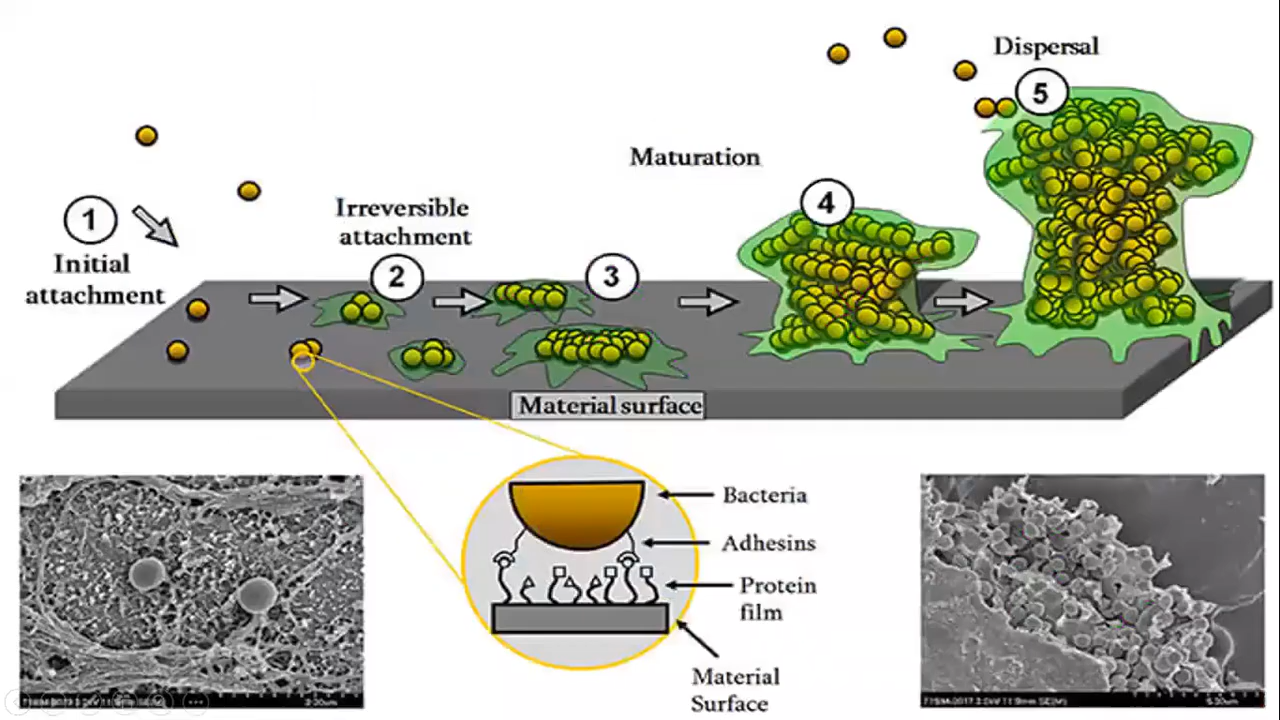 Dispersal
5
Maturation
4
1
Initial
attachment
Irreversible
attachment
2
3
Material surface
Bacteria
Adhesins
Protein
film
Material
Surface